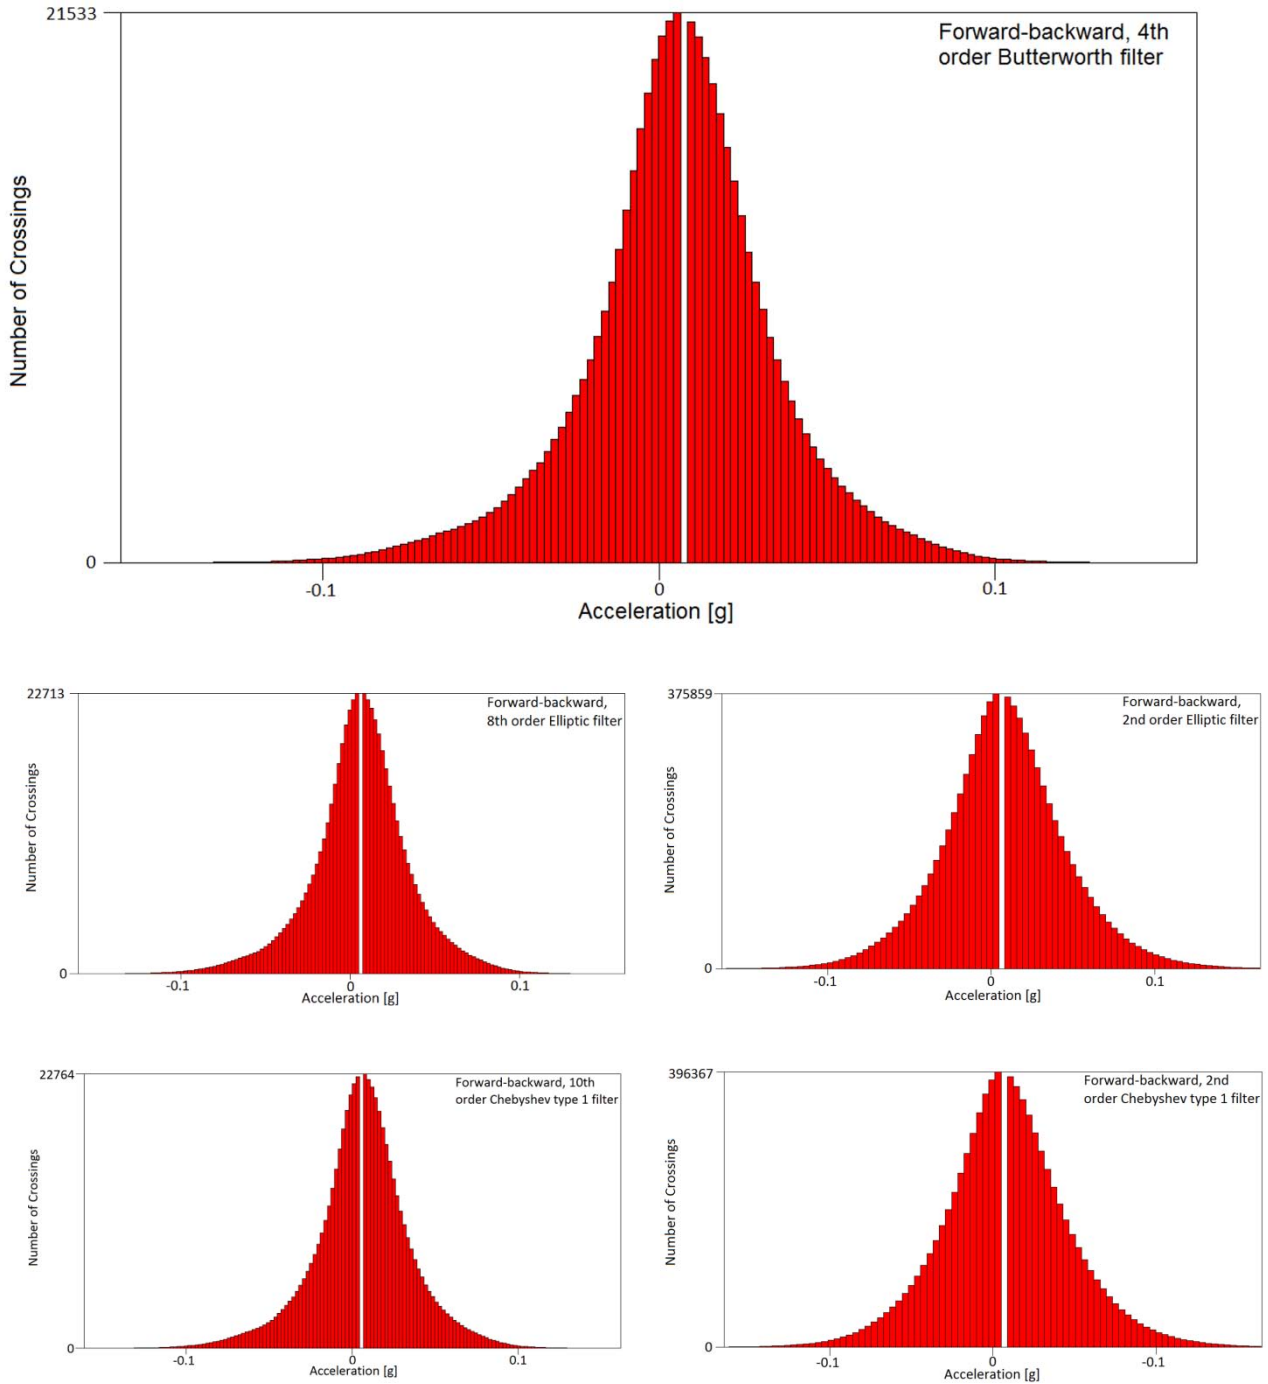 21533
Forward-backward, 4th
order Butterworth filter
Number of Crossings
0
-0.1
0
0.1
Acceleration [g]
22713
Forward-backward,
8th order Elliptic filter
Number of Crossings
0
-0.1
0
0.1
Acceleration [g]
375859
Forward-backward,
2nd order Elliptic filter
Number of Crossings
0
-0.1
0
0.1
Acceleration [g]
22764
Forward-backward, 10th
order Chebyshev type 1 filter
Number of Crossings
0
-0.1
0
0.1
Acceleration [g]
396367
Forward-backward, 2nd
order Chebyshev type 1 filter
Number of Crossings
0
-0.1
0
-0.1
Acceleration [g]